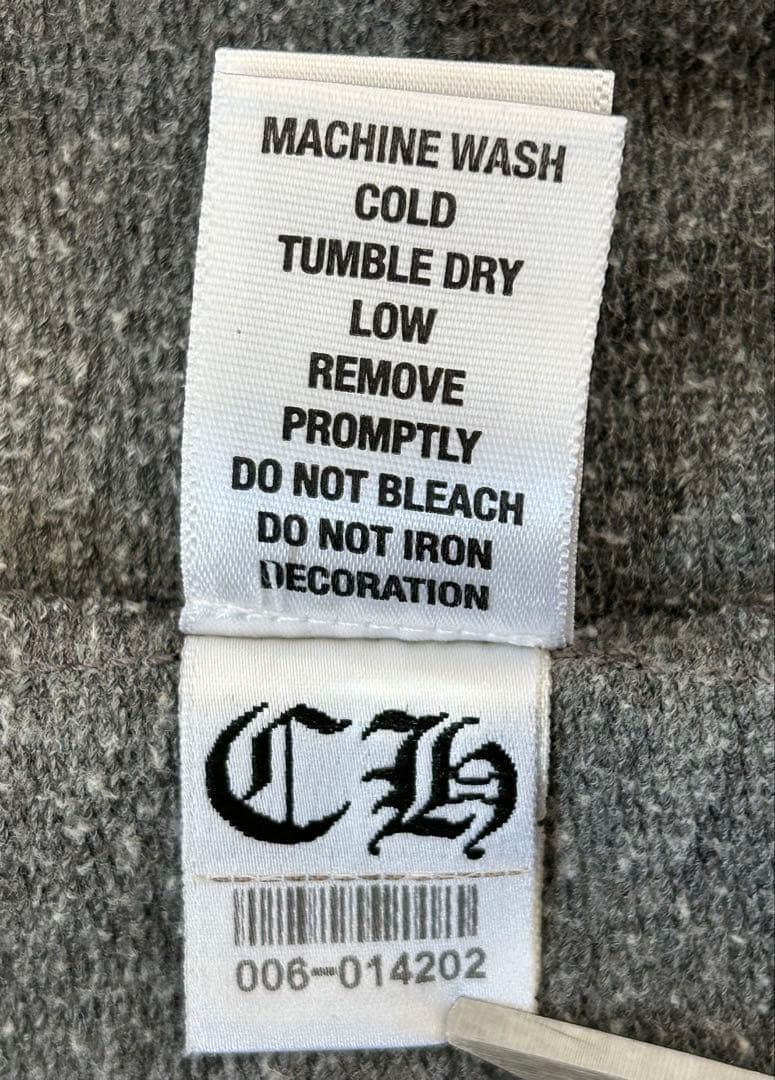 MACHINE WASH
COLD
TUMBLE DRY
LOW
REMOVE
PROMPTLY
DO NOT BLEACH
DO NOT IRON
DECORATION
CH
006-014202